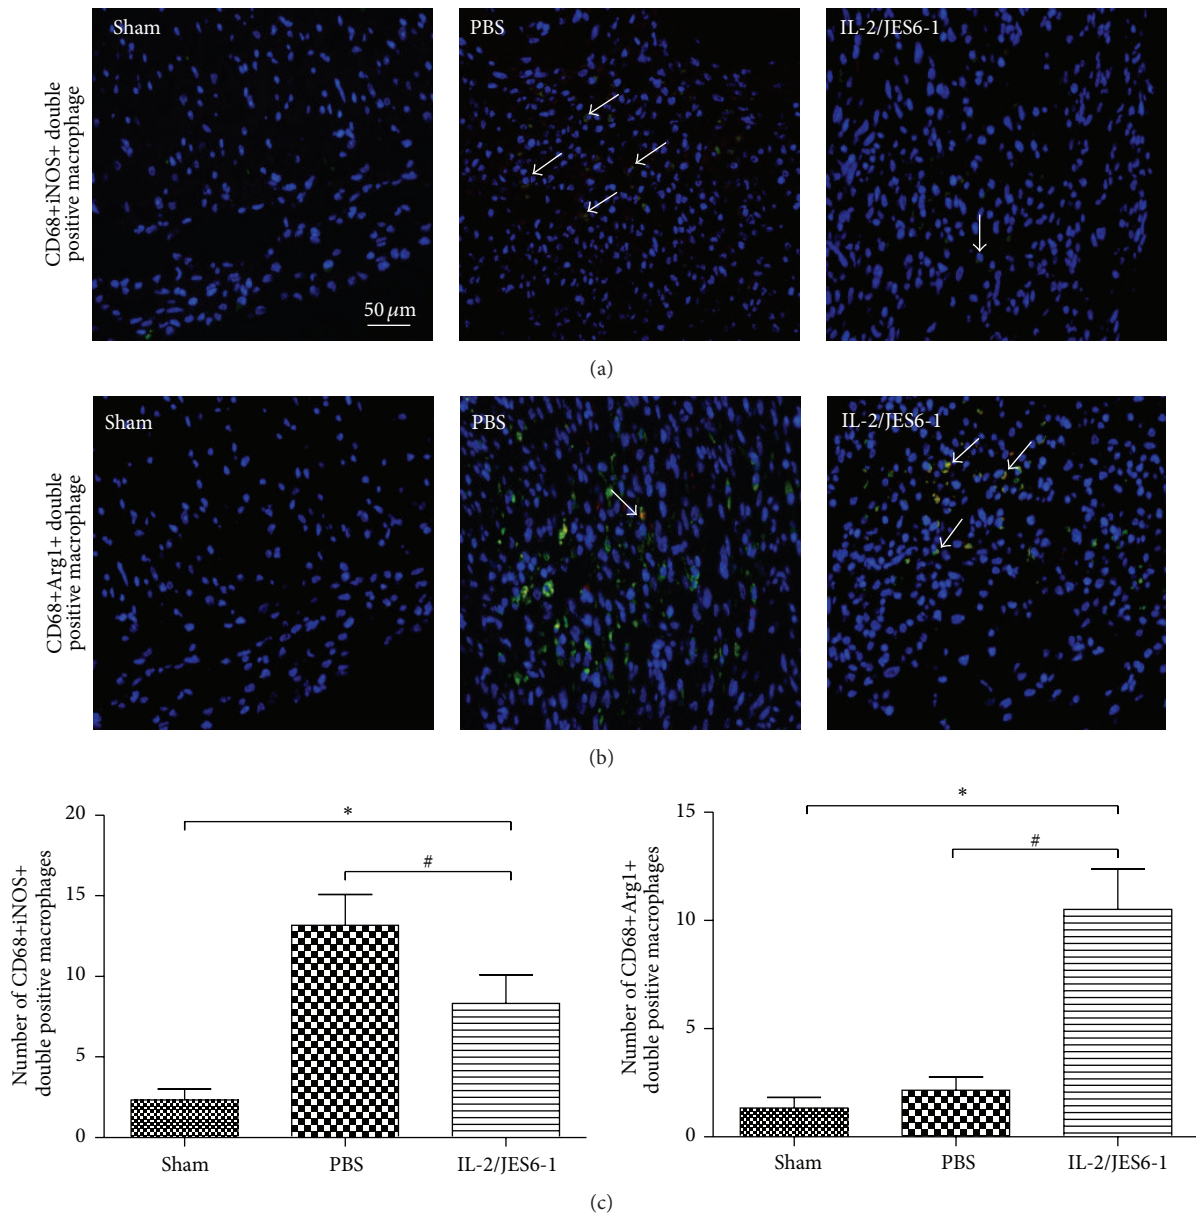 Sham
PBS
IL-2/JES6-1
CD68+iNOS+ double
positive macrophage
50 μm
(a)
Sham
PBS
IL-2/JES6-1
CD68+Arg1+ double
positive macrophage
(b)
Number of CD68+iNOS+
double positive macrophages
20
15
10
5
0
*
#
Sham
PBS
IL-2/JES6-1
Number of CD68+Arg1+
double positive macrophages
15
10
5
0
*
#
Sham
PBS
IL-2/JES6-1
(c)